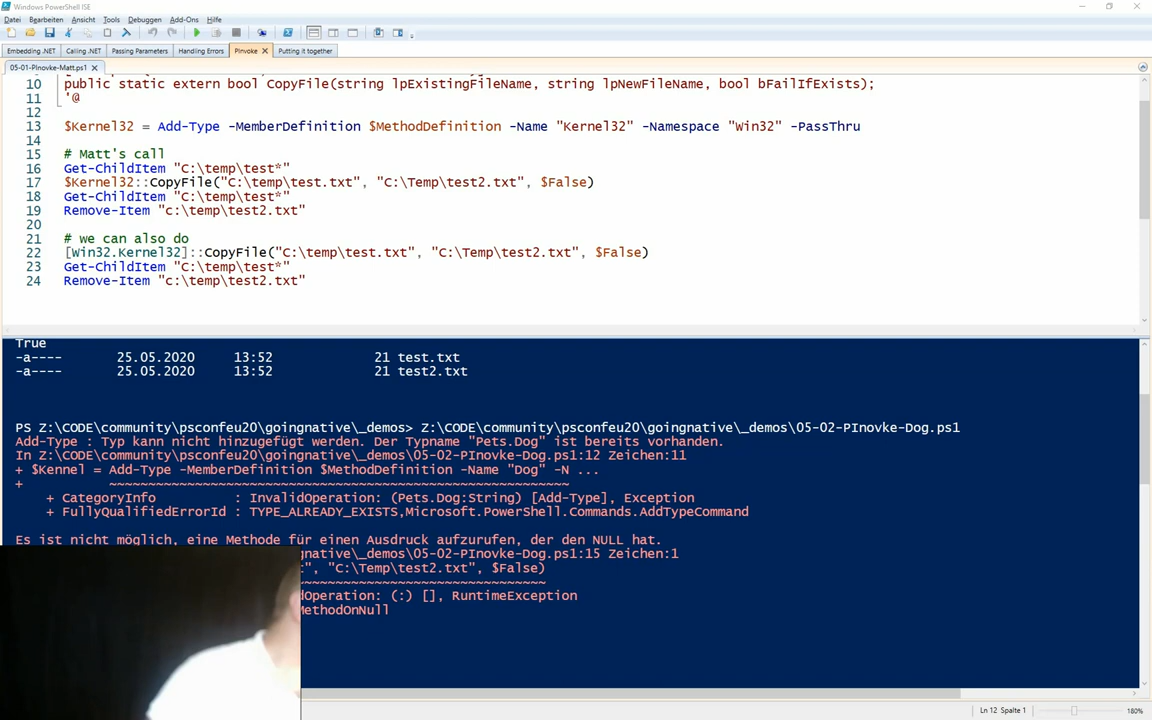 Windows PowerShell ISE
Datei Bearbeiten Ansicht Tools Debuggen Add-Ons Hilfe
Embedding .NET Calling .NET Passing Parameters Handling Errors PInvoke Putting it together
05-01-PInovke-Matt.ps1
10 public static extern bool CopyFile(string lpExistingFileName, string lpNewFileName, bool bFailIfExists);
11 '@
12
13 $Kernel32 = Add-Type -MemberDefinition $MethodDefinition -Name "Kernel32" -Namespace "Win32" -PassThru
14
15 # Matt's call
16 Get-ChildItem "C:\temp\test*"
17 $Kernel32::CopyFile("C:\temp\test.txt", "C:\Temp\test2.txt", $False)
18 Get-ChildItem "C:\temp\test*"
19 Remove-Item "c:\temp\test2.txt"
20
21 # we can also do
22 [Win32.Kernel32]::CopyFile("C:\temp\test.txt", "C:\Temp\test2.txt", $False)
23 Get-ChildItem "C:\temp\test*"
24 Remove-Item "c:\temp\test2.txt"
True
-a---- 25.05.2020 13:52 21 test.txt
-a---- 25.05.2020 13:52 21 test2.txt
PS Z:\CODE\community\psconfeu20\goingnative\_demos> Z:\CODE\community\psconfeu20\goingnative\_demos\05-02-PInovke-Dog.ps1
Add-Type : Typ kann nicht hinzugefügt werden. Der Typname "Pets.Dog" ist bereits vorhanden.
In Z:\CODE\community\psconfeu20\goingnative\_demos\05-02-PInovke-Dog.ps1:12 Zeichen:11
+ $Kennel = Add-Type -MemberDefinition $MethodDefinition -Name "Dog" -N ...
+ ~~~~~~~~~~~~~~~~~~~~~~~~~~~~~~~~~~~~~~~~~~~~~~~~~~~~~~~~~~~
+ CategoryInfo : InvalidOperation: (Pets.Dog:String) [Add-Type], Exception
+ FullyQualifiedErrorId : TYPE_ALREADY_EXISTS,Microsoft.PowerShell.Commands.AddTypeCommand
Es ist nicht möglich, eine Methode für einen Ausdruck aufzurufen, der den NULL hat.
gnative\_demos\05-02-PInovke-Dog.ps1:15 Zeichen:1
", "C:\Temp\test2.txt", $False)
~~~~~~~~~~~~~~~~~~~~~~~~~~~~~~~
dOperation: (:) [], RuntimeException
MethodOnNull
Ln 12 Spalte 1 180%